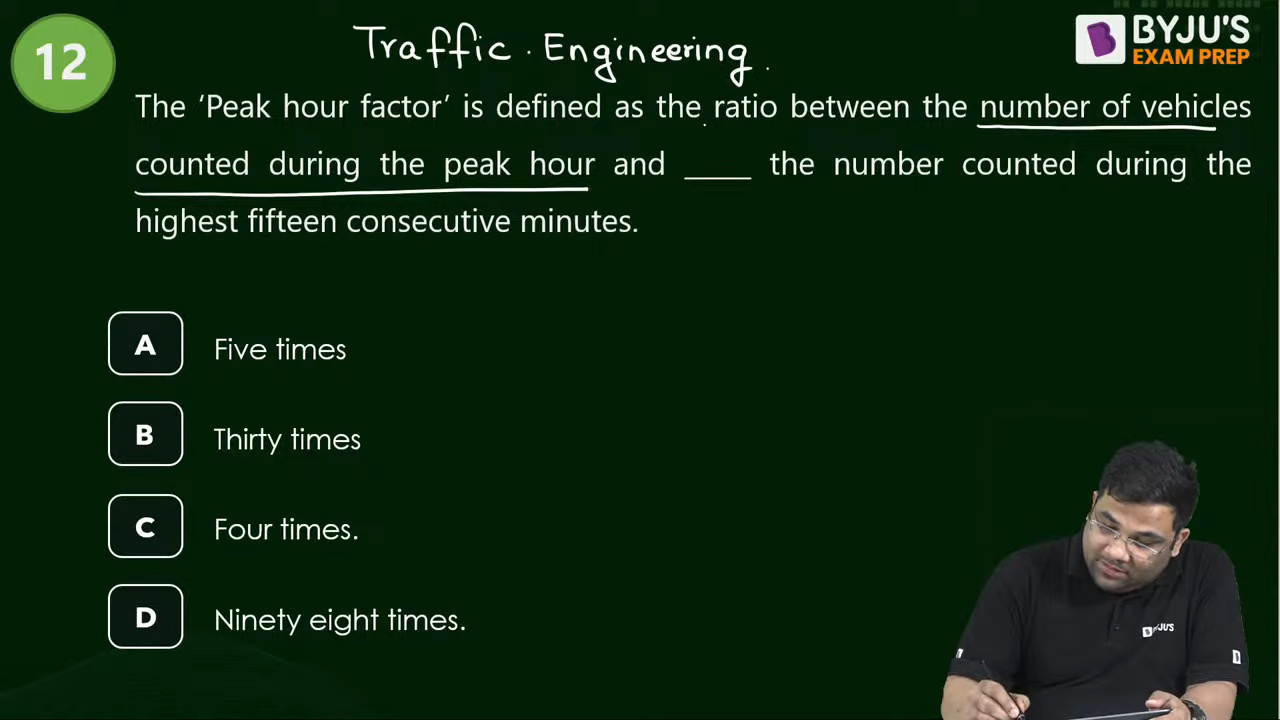 12
Traffic . Engineering .
BYJU'S
EXAM PREP
The ‘Peak hour factor’ is defined as the ratio between the number of vehicles
counted during the peak hour and ____ the number counted during the
highest fifteen consecutive minutes.
A Five times
B Thirty times
C Four times.
D Ninety eight times.
BYJU'S